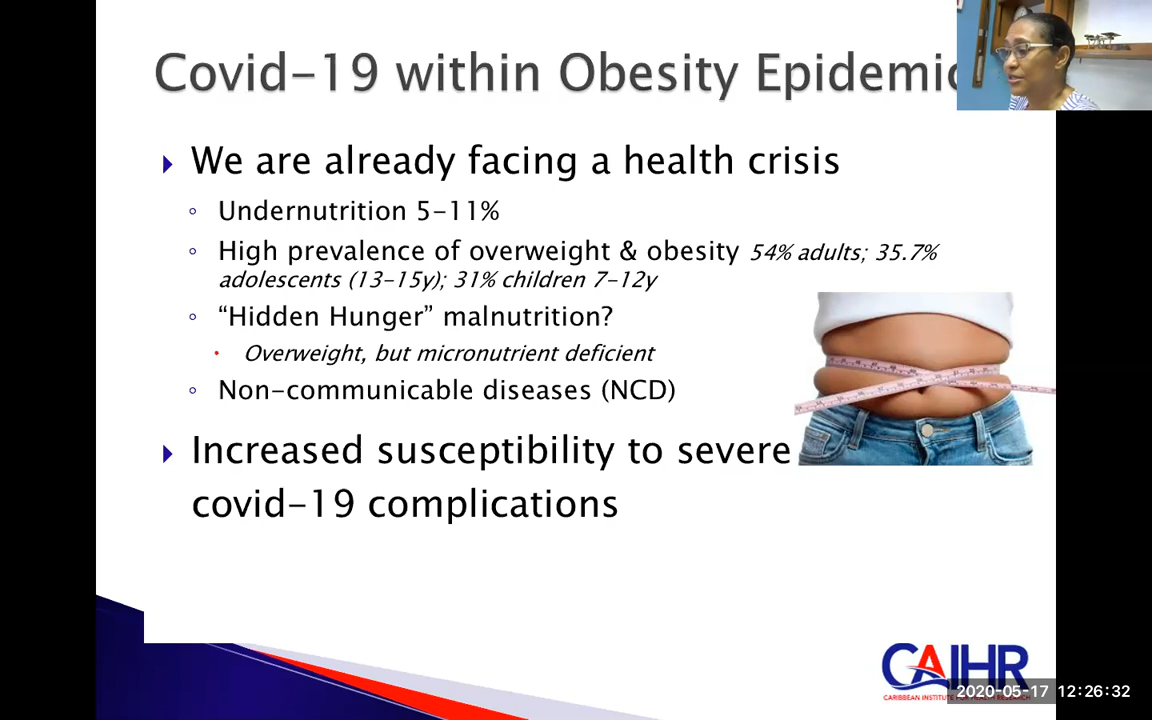 Covid-19 within Obesity Epidemic
We are already facing a health crisis
Undernutrition 5-11%
High prevalence of overweight & obesity 54% adults; 35.7%
adolescents (13-15y); 31% children 7-12y
“Hidden Hunger” malnutrition?
Overweight, but micronutrient deficient
Non-communicable diseases (NCD)
Increased susceptibility to severe
covid-19 complications
CAIHR
CARIBBEAN INSTITUTE FOR HEALTH RESEARCH
2020-05-17 12:26:32